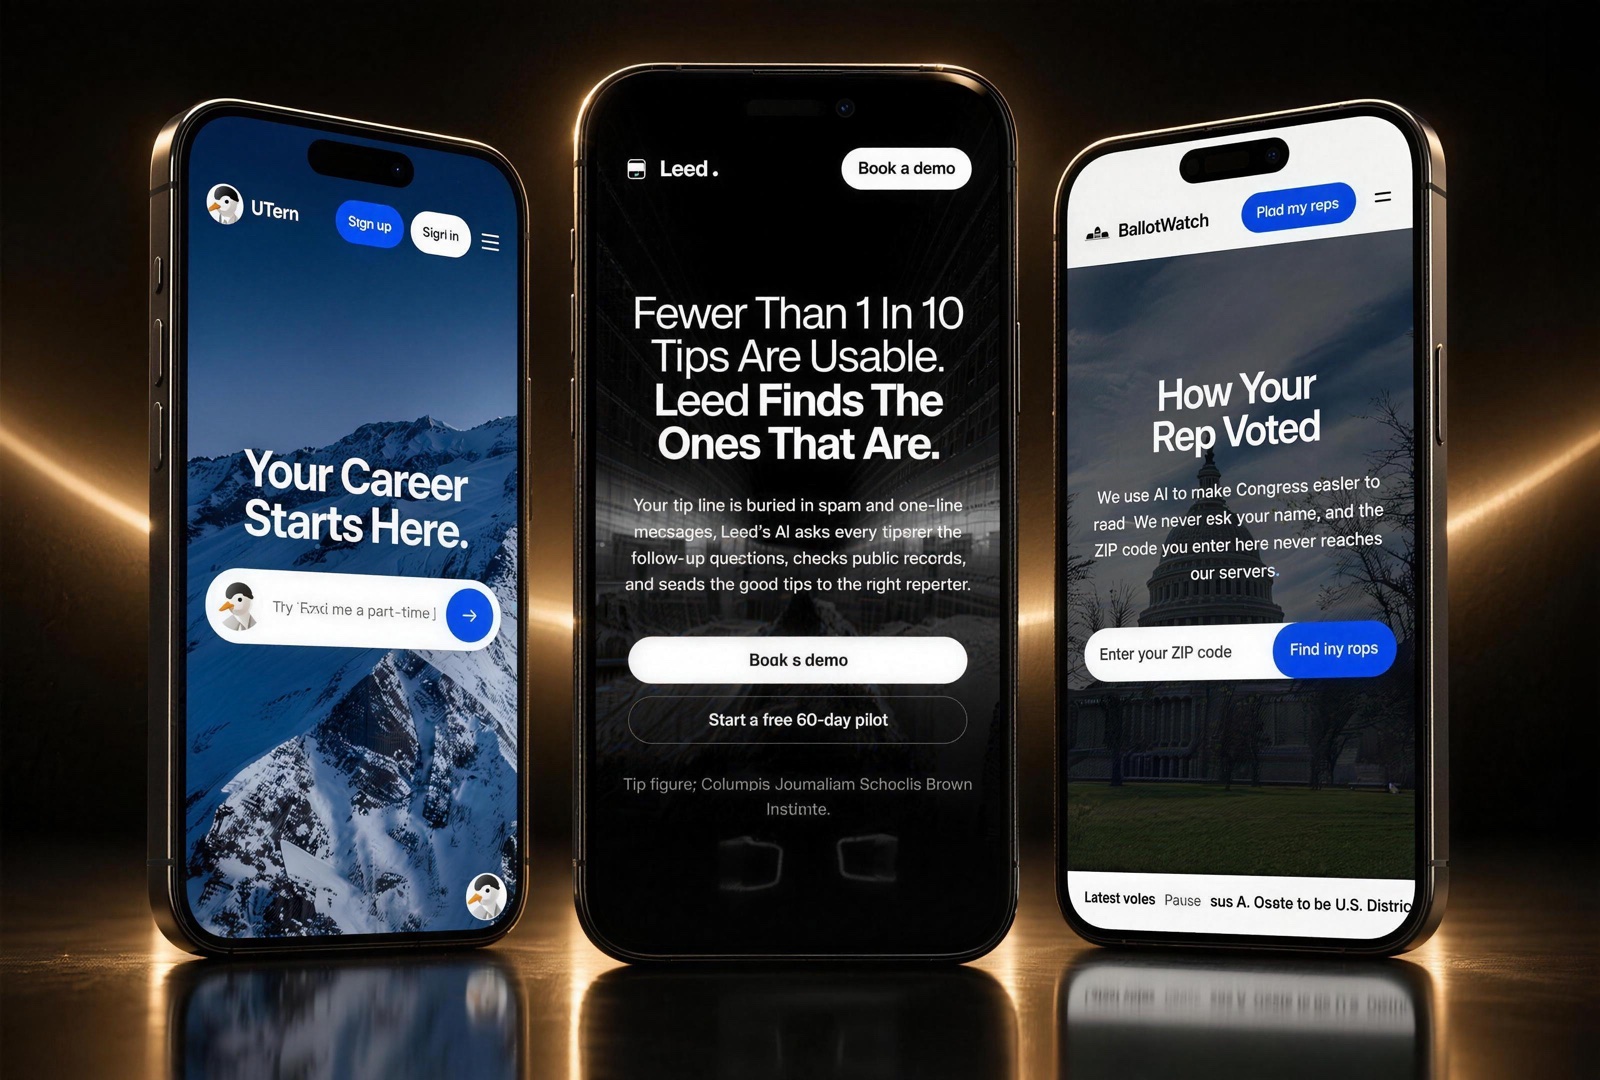 UTern
Sign up
Sigri in
Your Career
Starts Here.
me a part-time
Leed.
Book a demo
Fewer Than 1 In 10
Tips Are Usable.
Leed Finds The
Ones That Are.
Your tip line is buried in spam and one-line
mecsages, Leed's AI asks every tiporer the
follow-up questions, checks public records,
and sends the good tips to the right reperter.
Book s demo
Start a free 60-day pilot
Tip figure; Columpis Joumaliam Schoclis Brown
Instimte.
BallotWatch
Plad my reps
How Your
Rep Voted
We use AI to make Congress easler to
raad We never esk your name, and the
ZIP code you enter here never reaches
our servers.
Enter your ZIP code
Find iny rops
Latest voles Pause sus A. Osste to be U.S. Distric